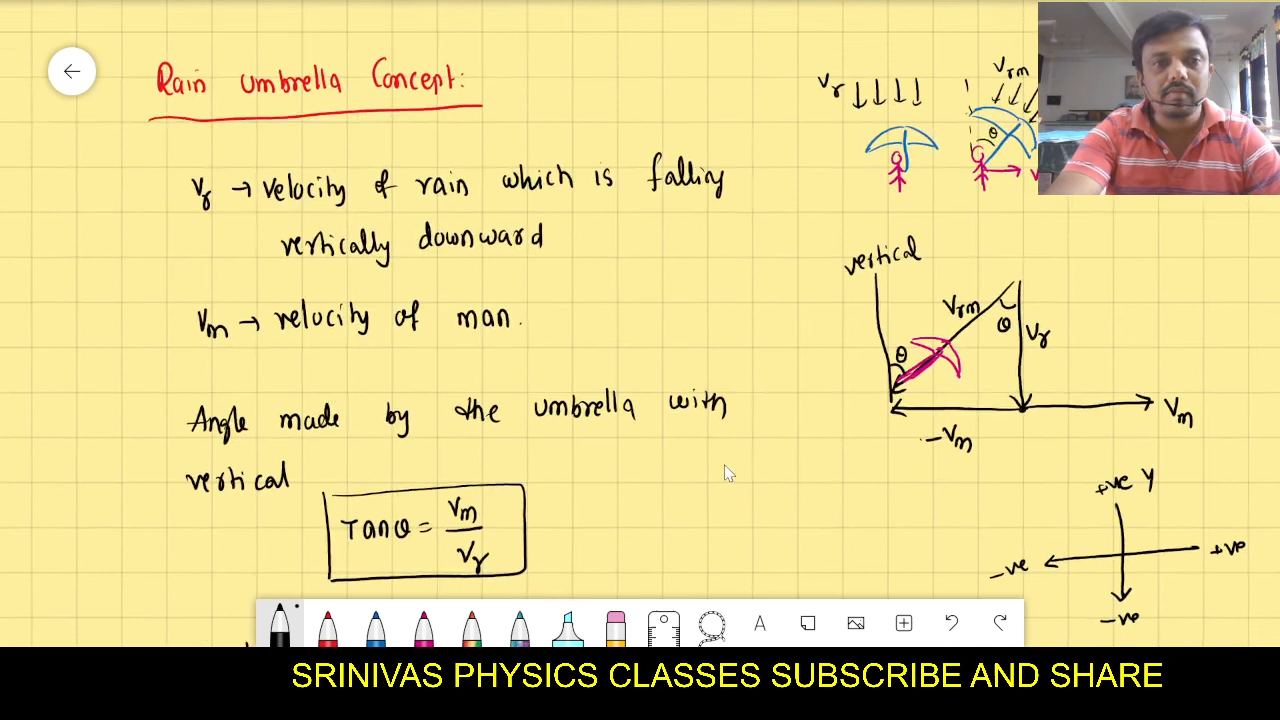 Rain umbrella Concept:
Vr → velocity of rain which is falling
vertically downward
Vm → velocity of man.
Angle made by the umbrella with
vertical
Tanθ = Vm/Vr
Vr
Vrm
θ
V
vertical
Vrm
θ
θ
Vr
Vm
-Vm
+ve Y
-ve
+ve
-ve
A
SRINIVAS PHYSICS CLASSES SUBSCRIBE AND SHARE